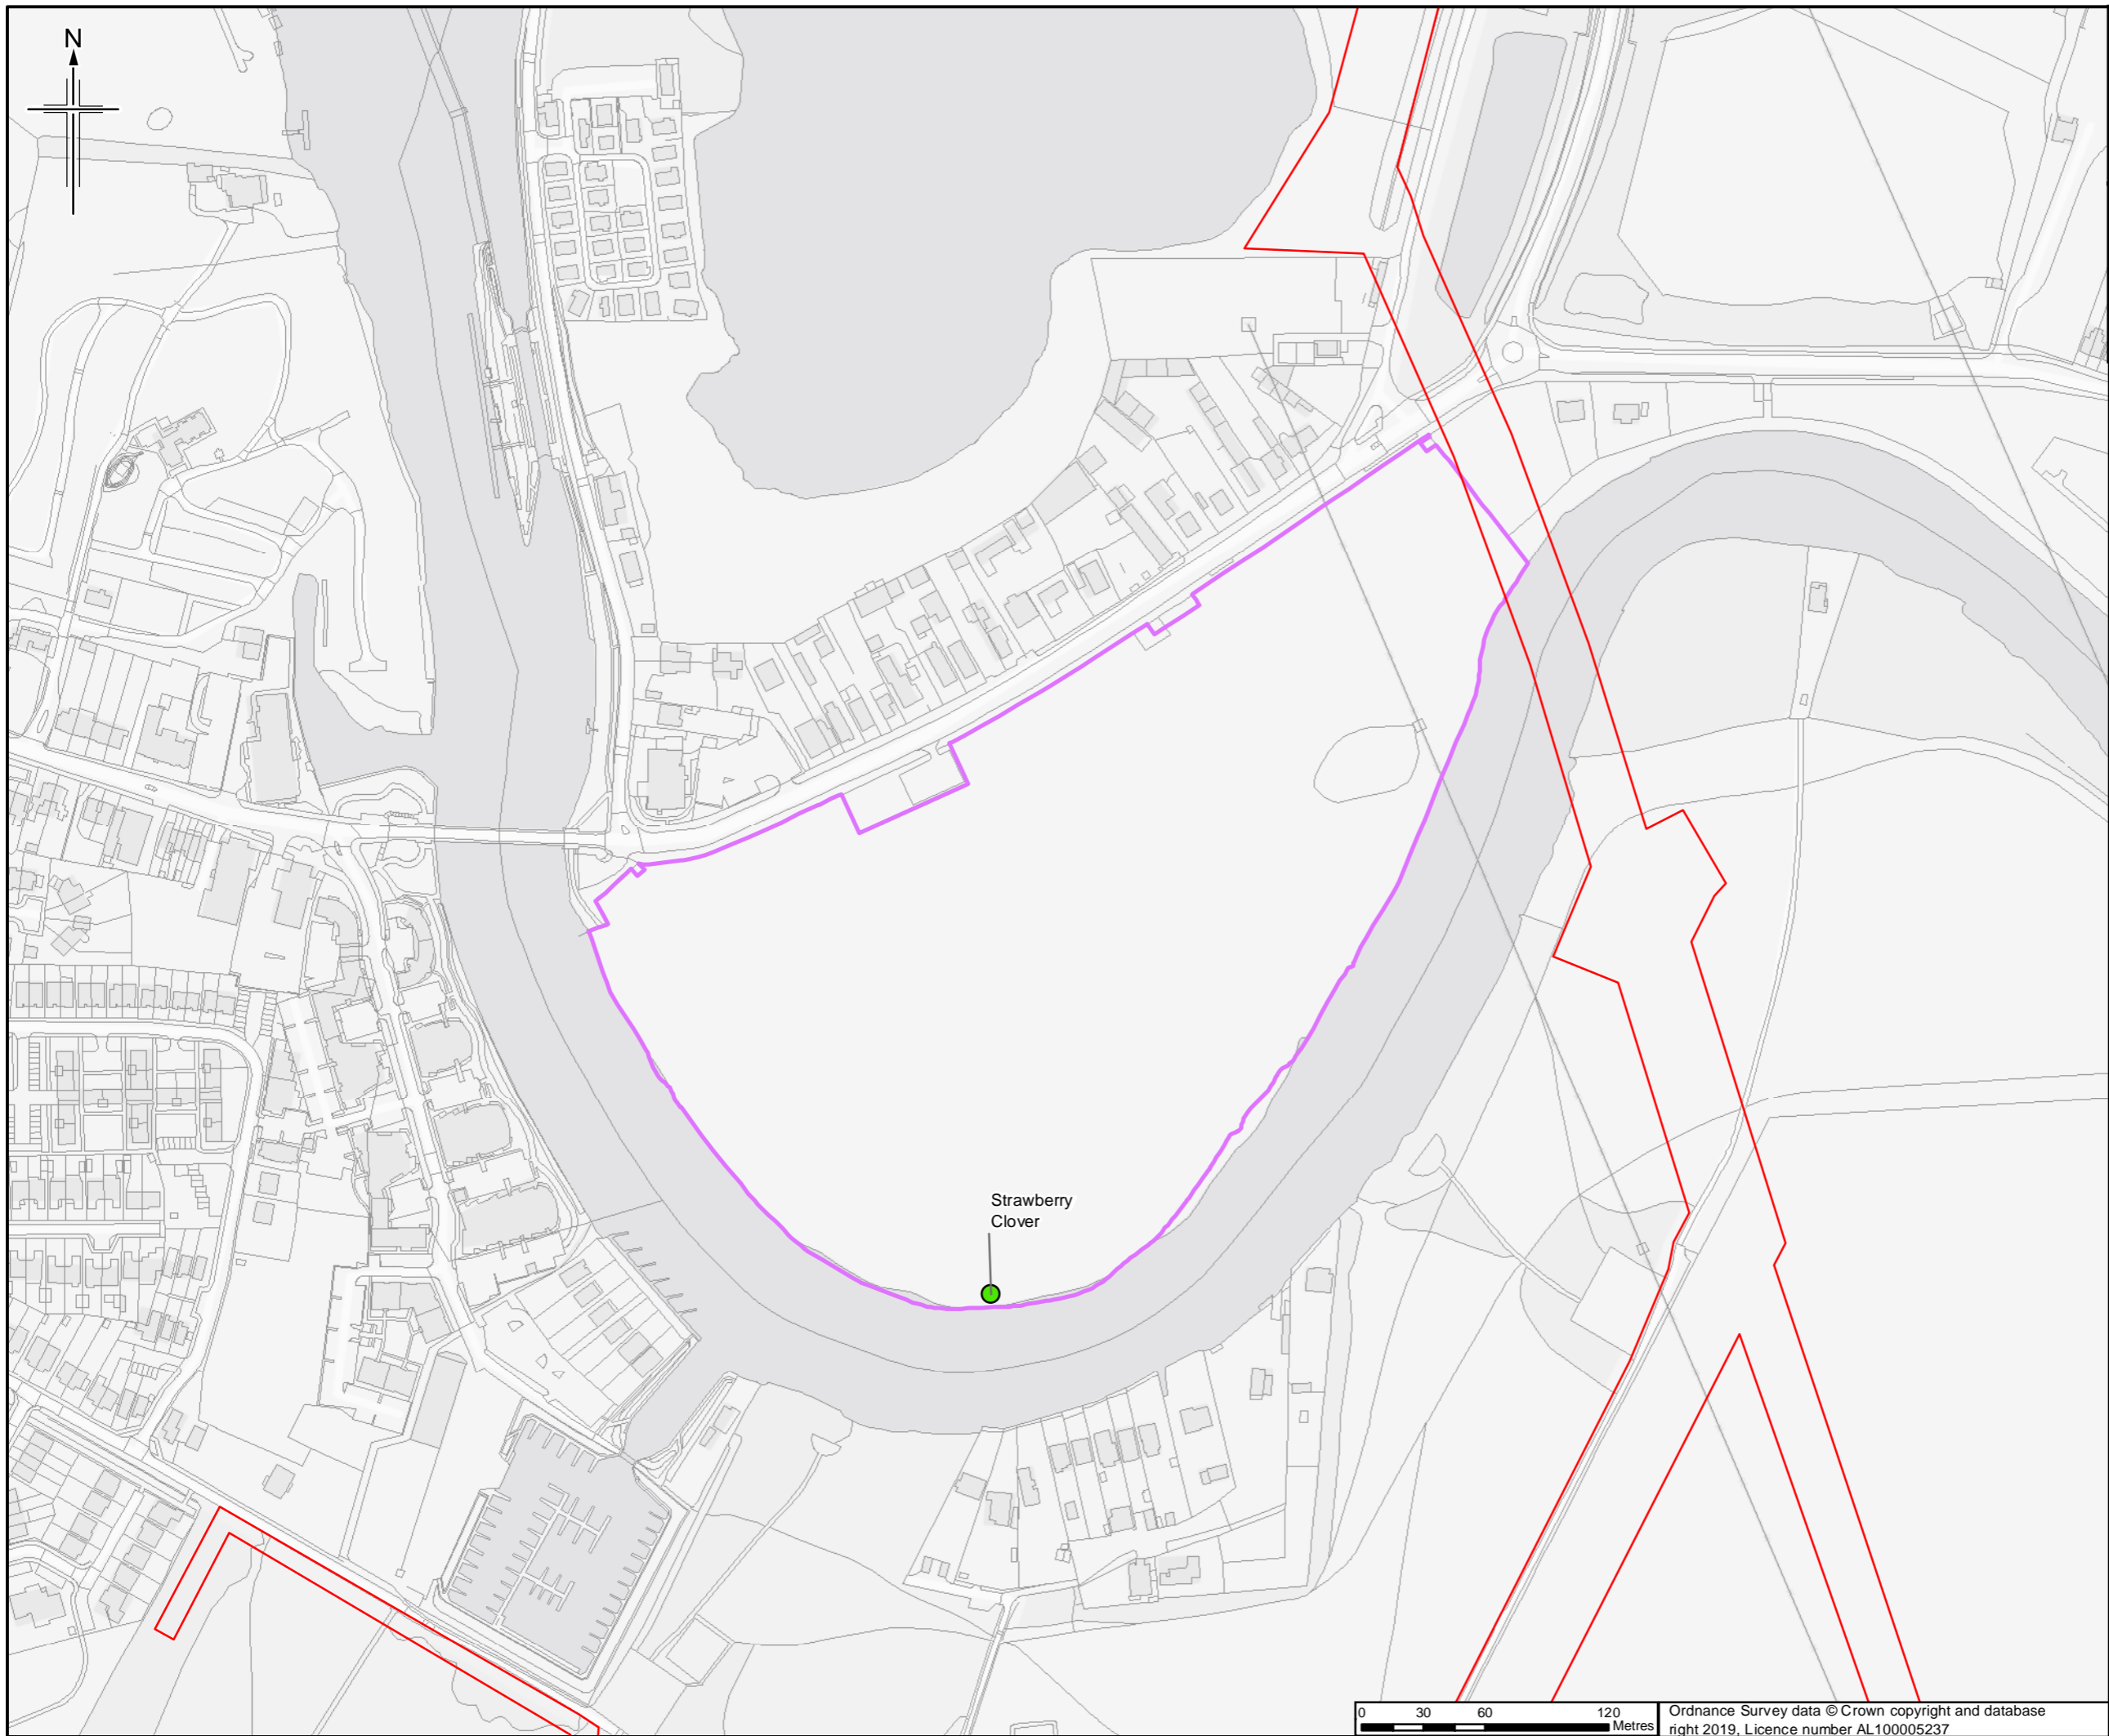 N
Strawberry
Clover
0 30 60 120
Metres
Ordnance Survey data © Crown copyright and database
right 2019, Licence number AL100005237